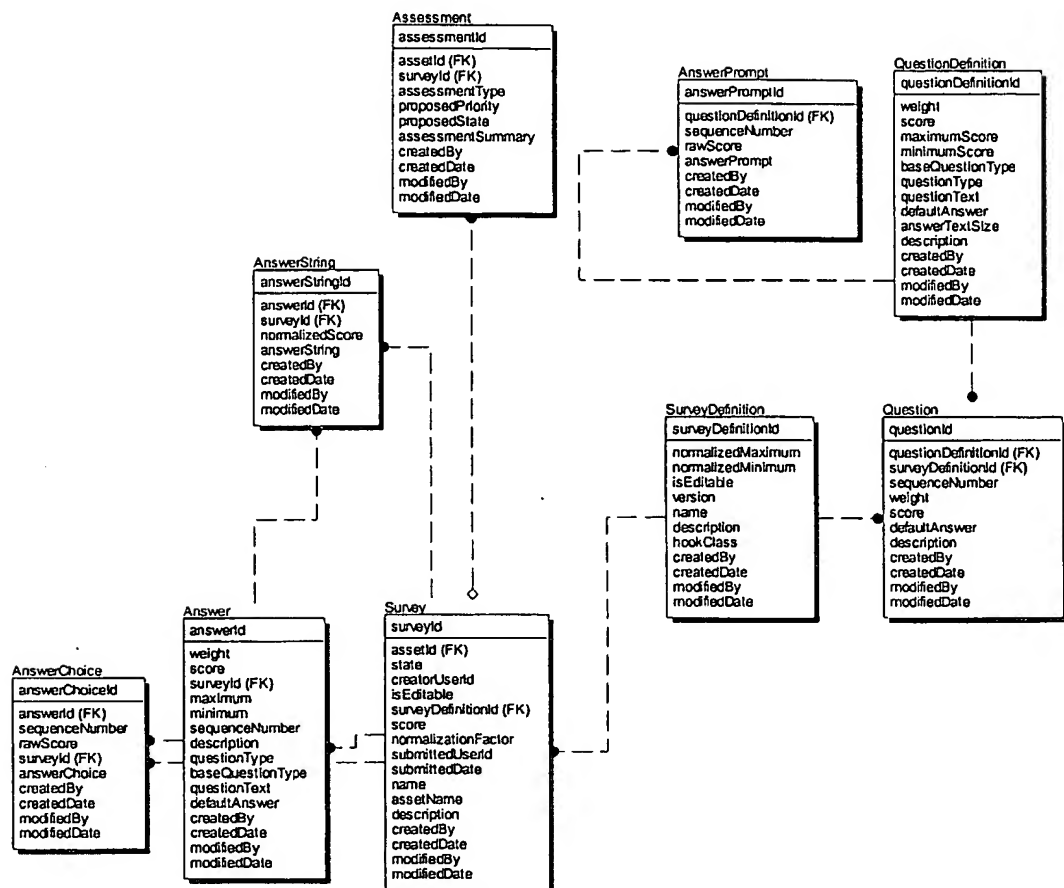 Assessment
assessmentId
assetId (FK)
surveyId (FK)
assessmentType
proposedPriority
proposedState
assessmentSummary
createdBy
createdDate
modifiedBy
modifiedDate
AnswerPrompt
answerPromptId
questionDefinitionId (FK)
sequenceNumber
rawScore
answerPrompt
createdBy
createdDate
modifiedBy
modifiedDate
QuestionDefinition
questionDefinitionId
weight
score
maximumScore
minimumScore
baseQuestionType
questionType
questionText
defaultAnswer
answerTextSize
description
createdBy
createdDate
modifiedBy
modifiedDate
AnswerString
answerStringId
answerId (FK)
surveyId (FK)
normalizedScore
answerString
createdBy
createdDate
modifiedBy
modifiedDate
SurveyDefinition
surveyDefinitionId
normalizedMaximum
normalizedMinimum
isEditable
version
name
description
hookClass
createdBy
createdDate
modifiedBy
modifiedDate
Question
questionId
questionDefinitionId (FK)
surveyDefinitionId (FK)
sequenceNumber
weight
score
defaultAnswer
description
createdBy
createdDate
modifiedBy
modifiedDate
AnswerChoice
answerChoiceId
answerId (FK)
sequenceNumber
rawScore
surveyId (FK)
answerChoice
createdBy
createdDate
modifiedBy
modifiedDate
Answer
answerId
weight
score
surveyId (FK)
maximum
minimum
sequenceNumber
description
questionType
baseQuestionType
questionText
defaultAnswer
createdBy
createdDate
modifiedBy
modifiedDate
Survey
surveyId
assetId (FK)
state
creatorUserId
isEditable
surveyDefinitionId (FK)
score
normalizationFactor
submittedUserId
submittedDate
name
assetName
description
createdBy
createdDate
modifiedBy
modifiedDate